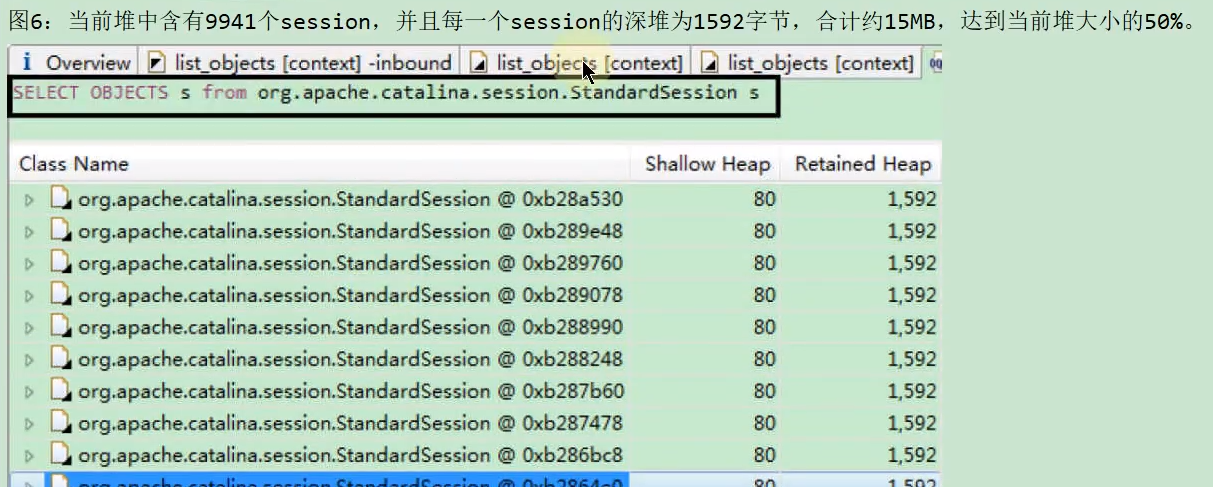 图6：当前堆中含有9941个session，并且每一个session的深堆为1592字节，合计约15MB，达到当前堆大小的50%。
i Overview list_objects [context] -inbound list_objects [context] list_objects [context]
SELECT OBJECTS s from org.apache.catalina.session.StandardSession s
Class Name Shallow Heap Retained Heap
org.apache.catalina.session.StandardSession @ 0xb28a530 80 1,592
org.apache.catalina.session.StandardSession @ 0xb289e48 80 1,592
org.apache.catalina.session.StandardSession @ 0xb289760 80 1,592
org.apache.catalina.session.StandardSession @ 0xb289078 80 1,592
org.apache.catalina.session.StandardSession @ 0xb288990 80 1,592
org.apache.catalina.session.StandardSession @ 0xb288248 80 1,592
org.apache.catalina.session.StandardSession @ 0xb287b60 80 1,592
org.apache.catalina.session.StandardSession @ 0xb287478 80 1,592
org.apache.catalina.session.StandardSession @ 0xb286bc8 80 1,592
org.apache.catalina.session.StandardSession @ 80 1,592